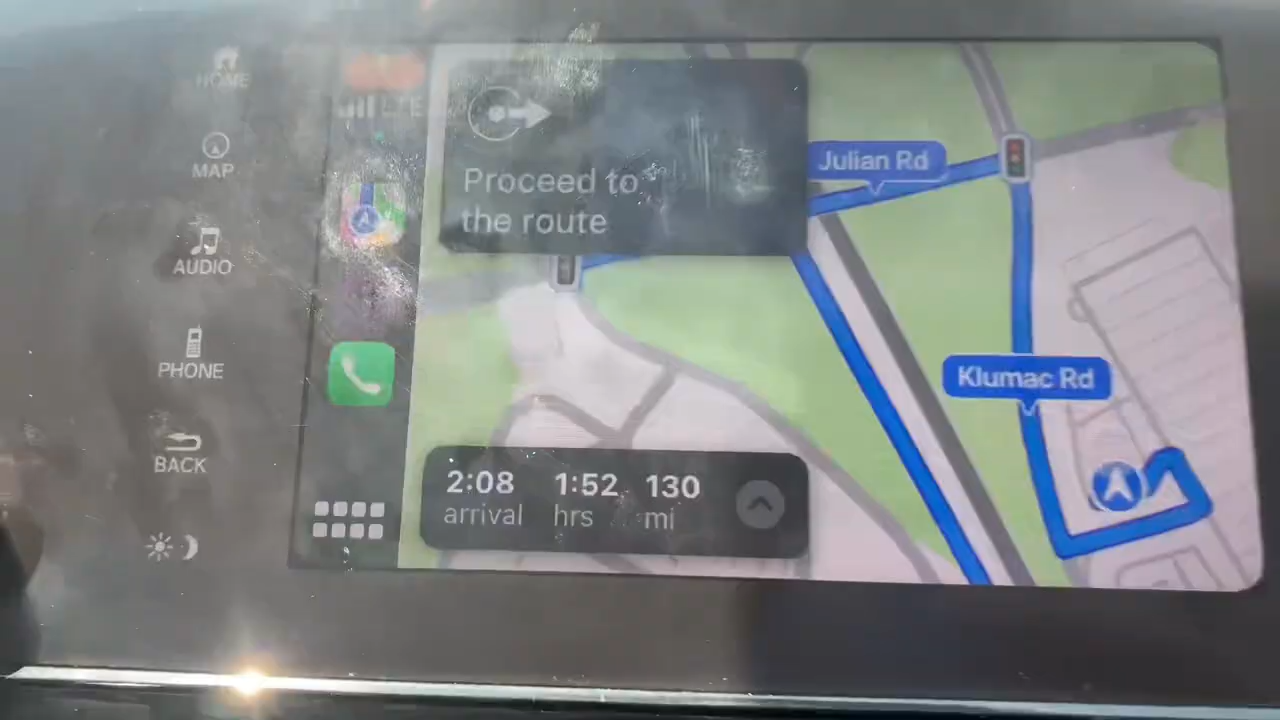 HOME
MAP
AUDIO
PHONE
BACK
LTE
Proceed to
the route
Julian Rd
Klumac Rd
2:08 1:52 130
arrival hrs mi